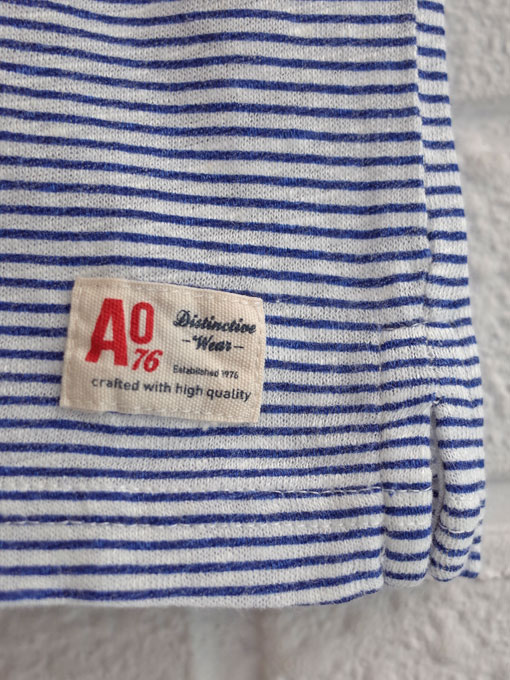 AO
76
Distinctive
-Wear-
Established 1976
crafted with high quality